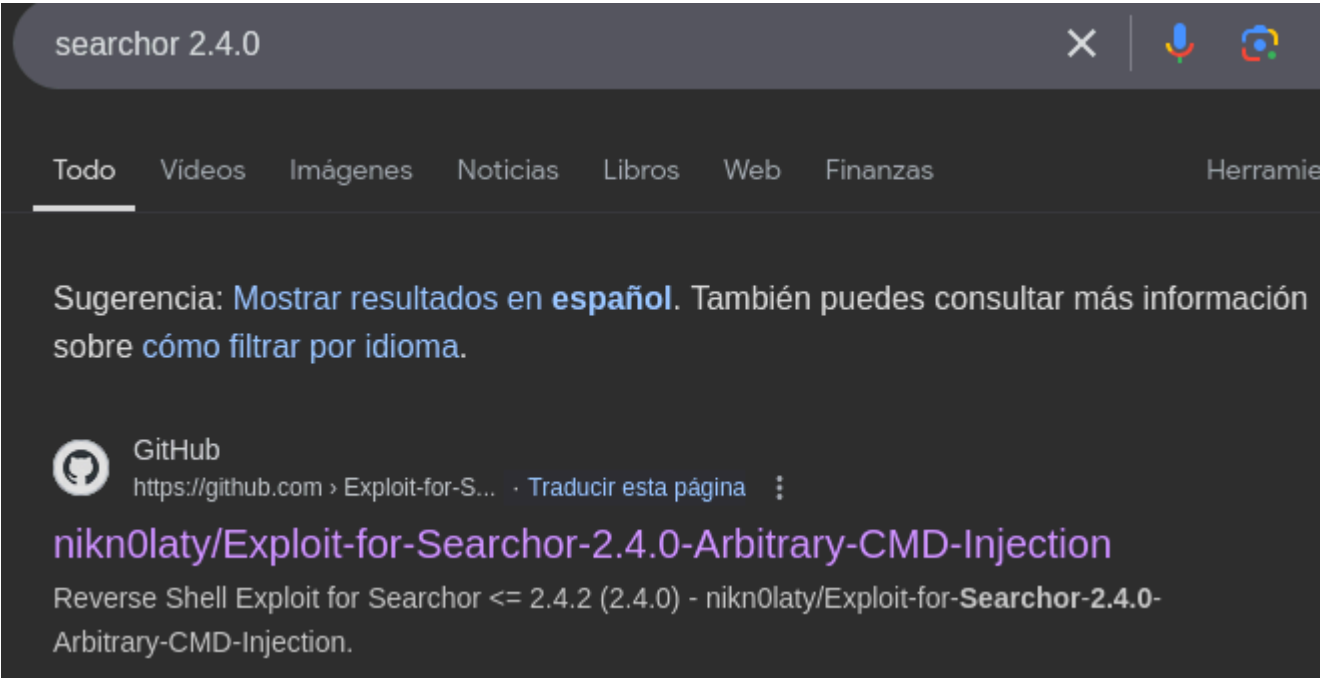 searchor 2.4.0
Todo Vídeos Imágenes Noticias Libros Web Finanzas Herramie
Sugerencia: Mostrar resultados en español. También puedes consultar más información
sobre cómo filtrar por idioma.
GitHub
https://github.com › Exploit-for-S... · Traducir esta página
nikn0laty/Exploit-for-Searchor-2.4.0-Arbitrary-CMD-Injection
Reverse Shell Exploit for Searchor <= 2.4.2 (2.4.0) - nikn0laty/Exploit-for-Searchor-2.4.0-
Arbitrary-CMD-Injection.